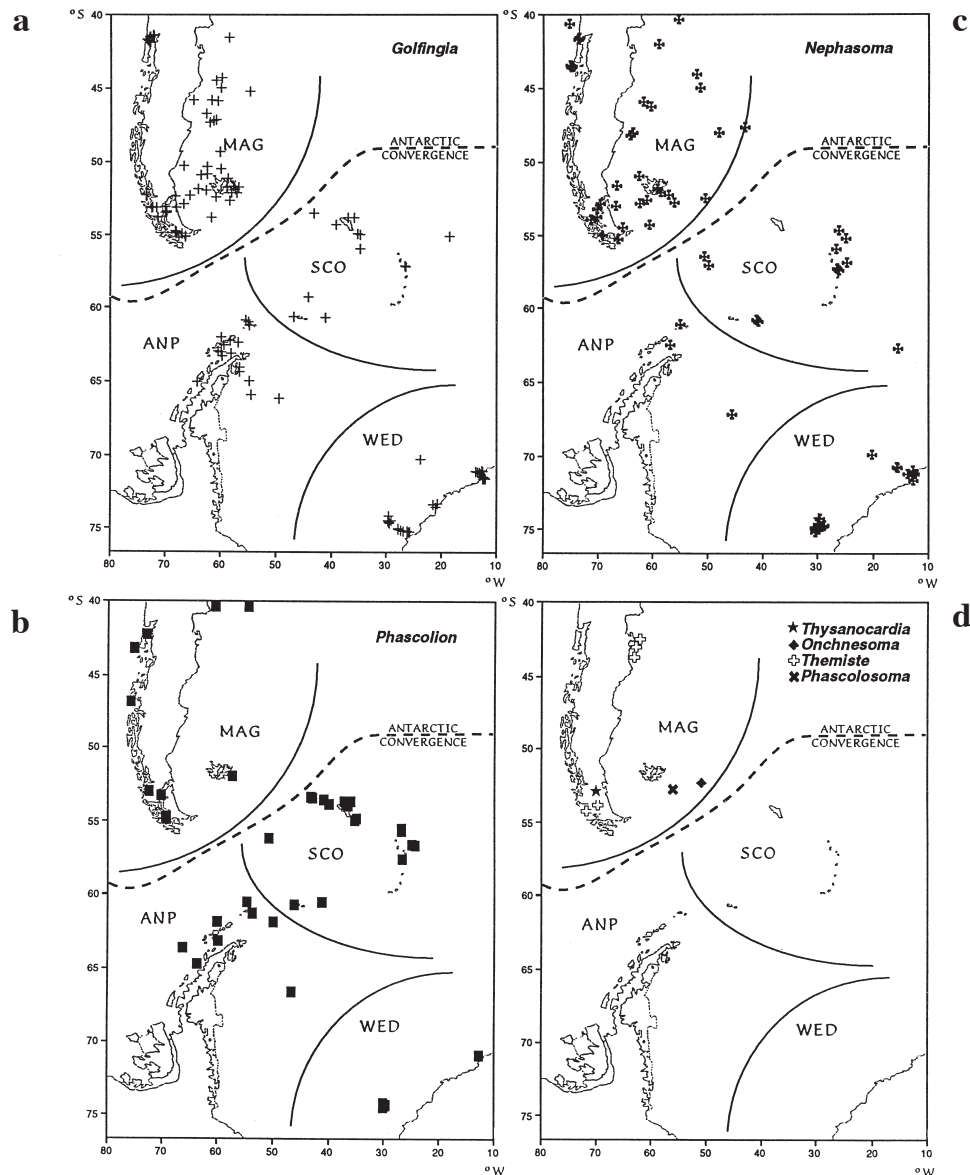 a
°S 40
45
50
55
60
65
70
75
80 70 60 50 40 30 20 10
°W
Golfingia
MAG
ANTARCTIC
CONVERGENCE
SCO
ANP
WED
c
°S 40
45
50
55
60
65
70
75
80 70 60 50 40 30 20 10
°W
Nephasoma
MAG
ANTARCTIC
CONVERGENCE
SCO
ANP
WED
b
°S 40
45
50
55
60
65
70
75
80 70 60 50 40 30 20 10
°W
Phascolion
MAG
ANTARCTIC
CONVERGENCE
SCO
ANP
WED
d
°S 40
45
50
55
60
65
70
75
80 70 60 50 40 30 20 10
°W
Thysanocardia
Onchnesoma
Themiste
Phascolosoma
MAG
ANTARCTIC
CONVERGENCE
SCO
ANP
WED